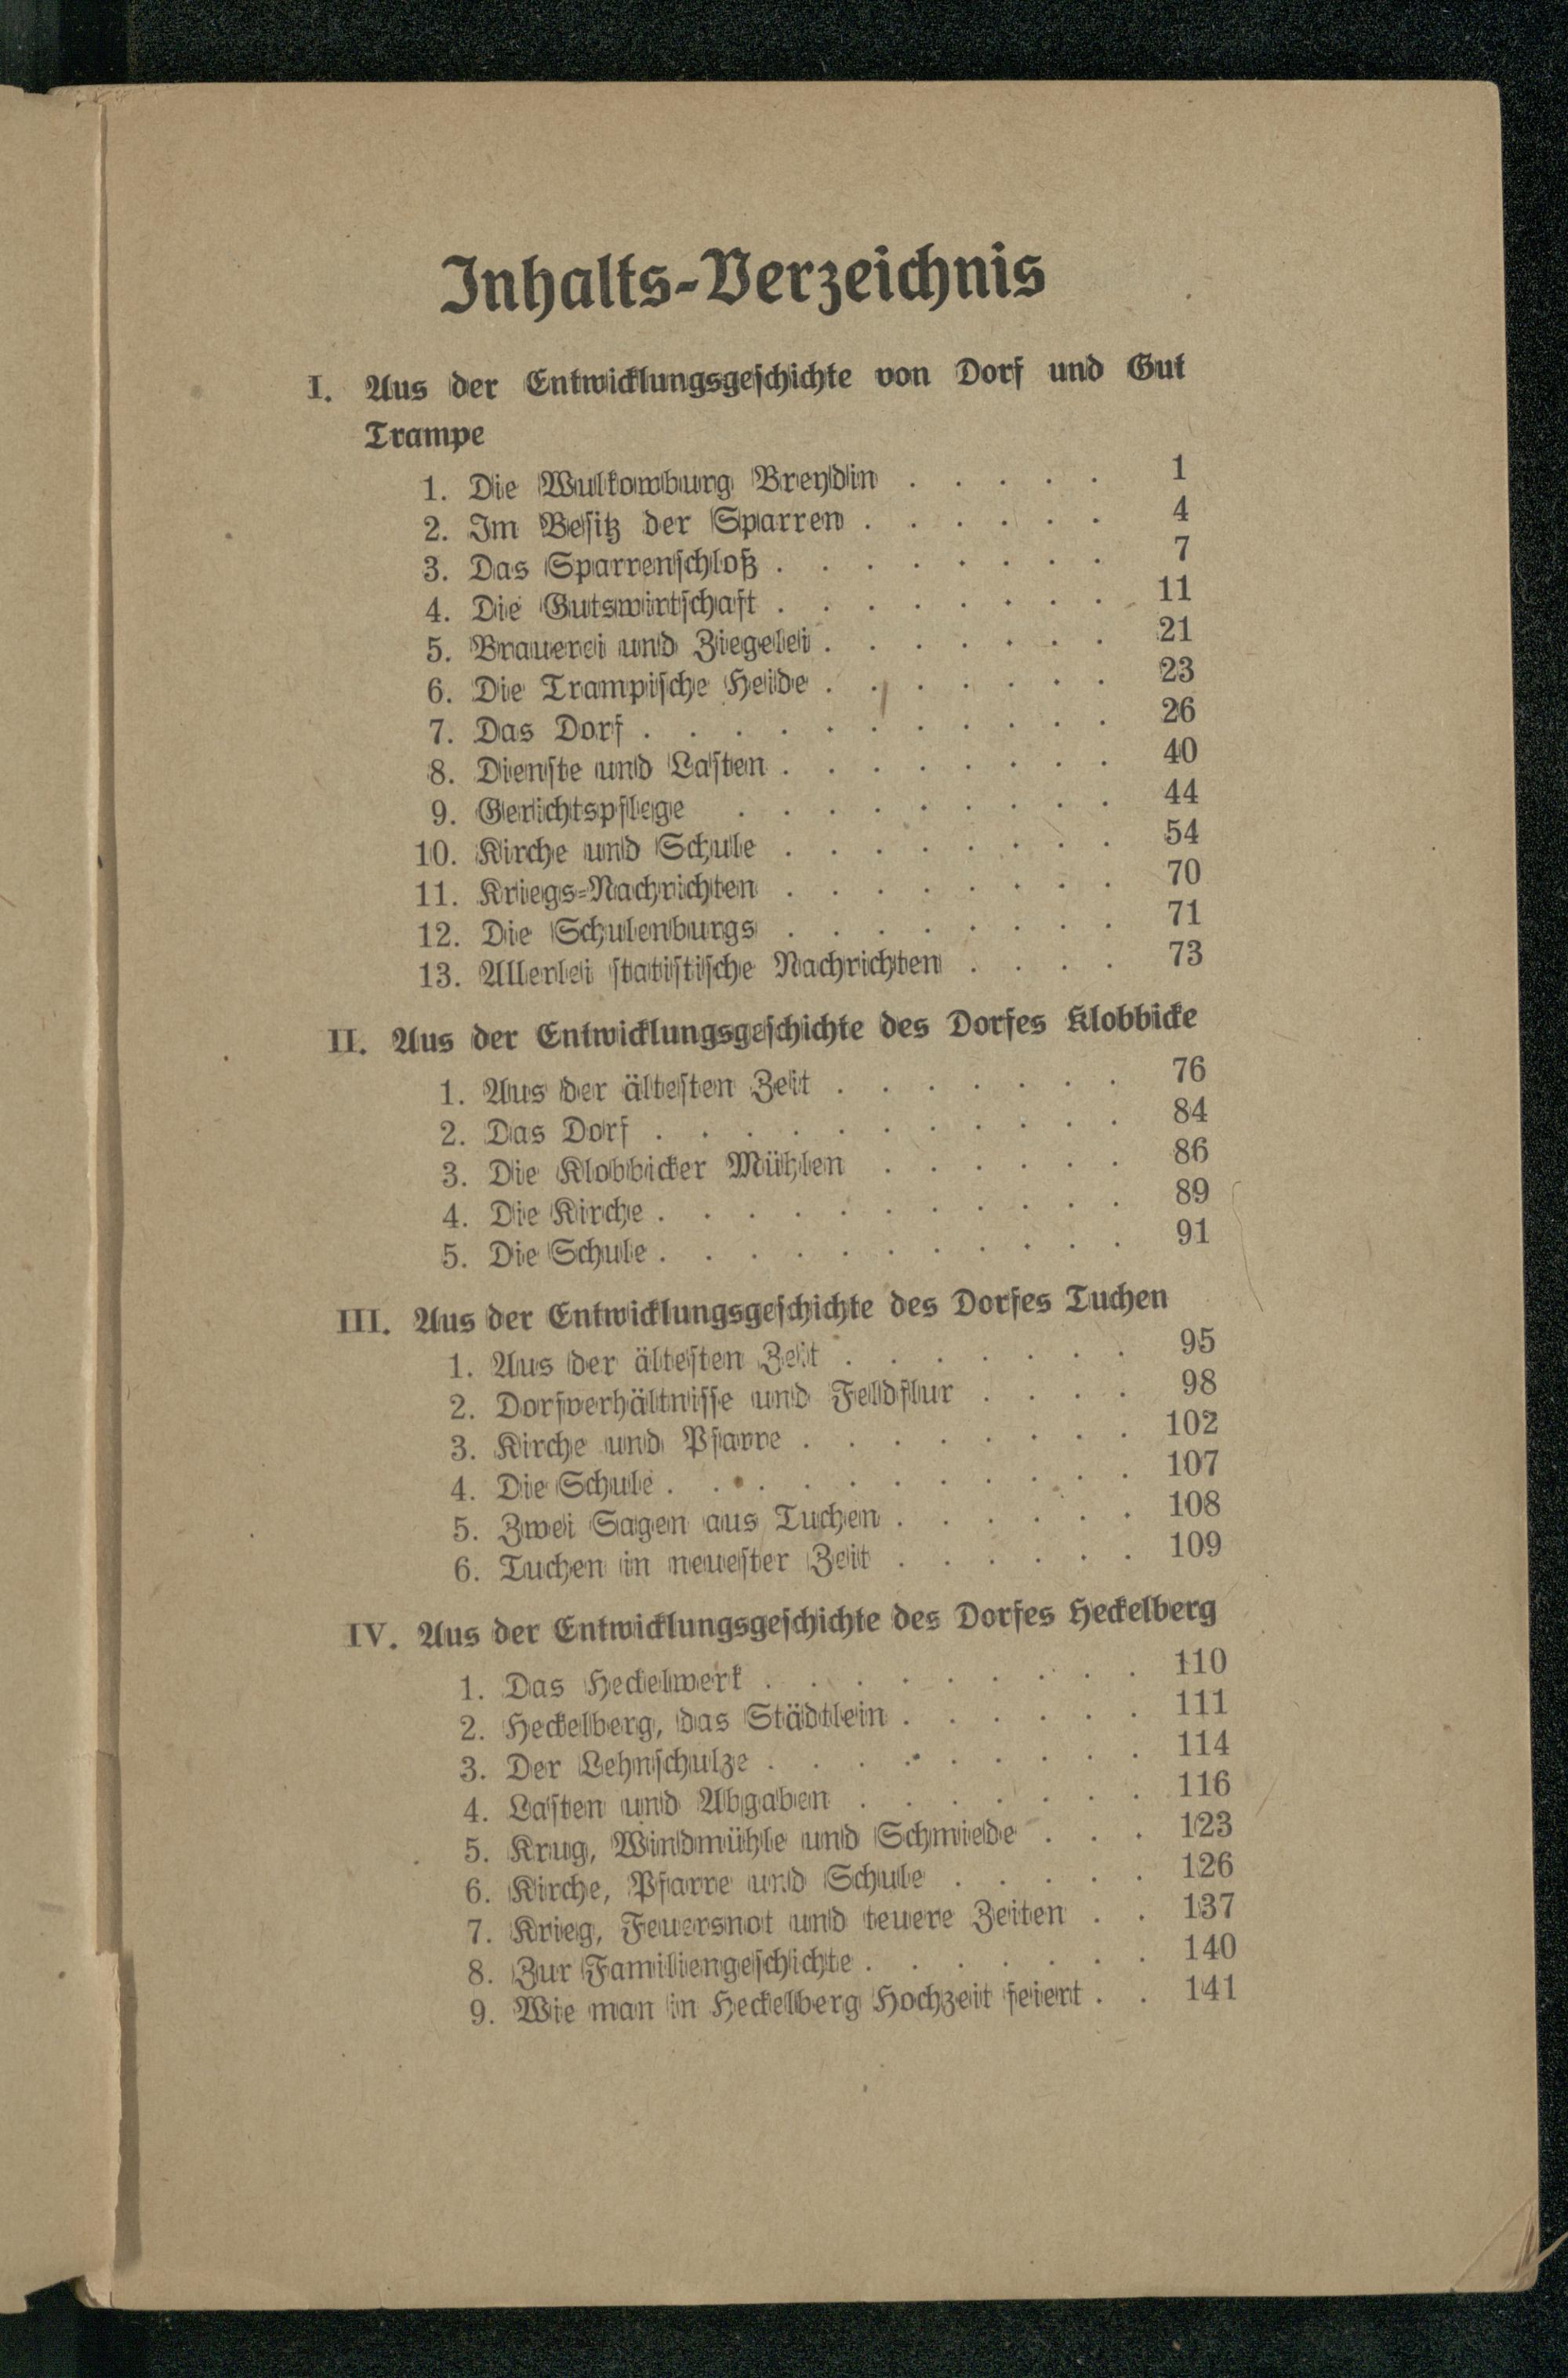 Inhalts-Verzeichnis
I. Aus der Entwicklungsgeschichte von Dorf und Gut
Trampe
1. Die Wulkowburg Breydin . . . . . 1
2. Im Besitz der Sparren . . . . . . 4
3. Das Sparrenschloß . . . . . . . . 7
4. Die Gutswirtschaft . . . . . . . . 11
5. Brauerei und Ziegelei . . . . . . . 21
6. Die Trampische Heide . . . . . . . 23
7. Das Dorf . . . . . . . . . . . 26
8. Dienste und Lasten . . . . . . . . 40
9. Gerichtspflege . . . . . . . . . 44
10. Kirche und Schule . . . . . . . . 54
11. Kriegs-Nachrichten . . . . . . . . 70
12. Die Schulenburgs . . . . . . . . 71
13. Allerlei statistische Nachrichten . . . . 73
II. Aus der Entwicklungsgeschichte des Dorfes Klobbicke
1. Aus der ältesten Zeit . . . . . . . 76
2. Das Dorf . . . . . . . . . . . 84
3. Die Klobbicker Mühlen . . . . . . 86
4. Die Kirche . . . . . . . . . . . 89
5. Die Schule . . . . . . . . . . . 91
III. Aus der Entwicklungsgeschichte des Dorfes Tuchen
1. Aus der ältesten Zeit . . . . . . . 95
2. Dorfverhältnisse und Feldflur . . . . 98
3. Kirche und Pfarre . . . . . . . . 102
4. Die Schule . . . . . . . . . . . 107
5. Zwei Sagen aus Tuchen . . . . . . 108
6. Tuchen in neuester Zeit . . . . . . 109
IV. Aus der Entwicklungsgeschichte des Dorfes Heckelberg
1. Das Heckelwerk . . . . . . . . . 110
2. Heckelberg, das Städtlein . . . . . . 111
3. Der Lehnschulze . . . . . . . . . 114
4. Lasten und Abgaben . . . . . . . 116
5. Krug, Windmühle und Schmiede . . . 123
6. Kirche, Pfarre und Schule . . . . . 126
7. Krieg, Feuersnot und teuere Zeiten . . 137
8. Zur Familiengeschichte . . . . . . . 140
9. Wie man in Heckelberg Hochzeit feiert . . 141